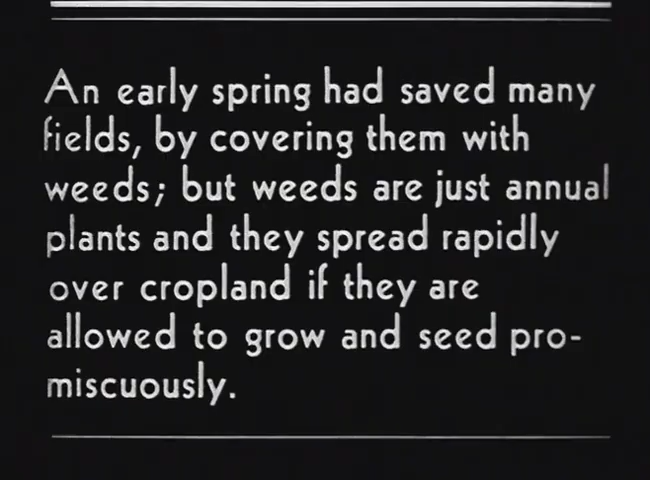 An early spring had saved many
fields, by covering them with
weeds; but weeds are just annual
plants and they spread rapidly
over cropland if they are
allowed to grow and seed pro-
miscuously.